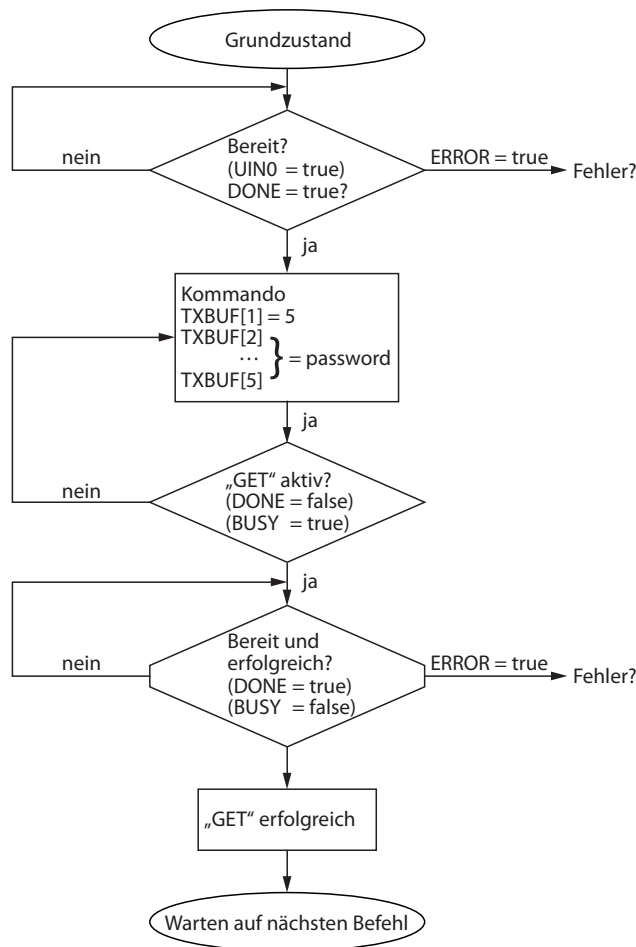 Grundzustand
Bereit?
(UIN0 = true)
DONE = true?
nein
ERROR = true
Fehler?
ja
Kommando
TXBUF[1] = 5
TXBUF[2]
... } = password
TXBUF[5]
ja
„GET“ aktiv?
(DONE = false)
(BUSY = true)
nein
ja
Bereit und
erfolgreich?
(DONE = true)
(BUSY = false)
nein
ERROR = true
Fehler?
„GET“ erfolgreich
Warten auf nächsten Befehl